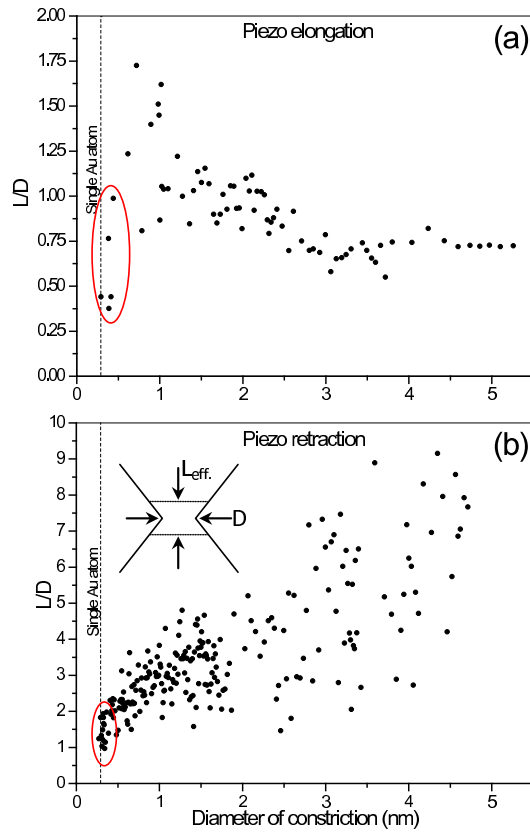 Piezo elongation
(a)
2.00
1.75
1.50
1.25
1.00
0.75
0.50
0.25
0.00
L/D
Single Au atom
0 1 2 3 4 5
Piezo retraction
(b)
10
9
8
7
6
5
4
3
2
1
0
L/D
Single Au atom
Leff.
D
0 1 2 3 4 5
Diameter of constriction (nm)